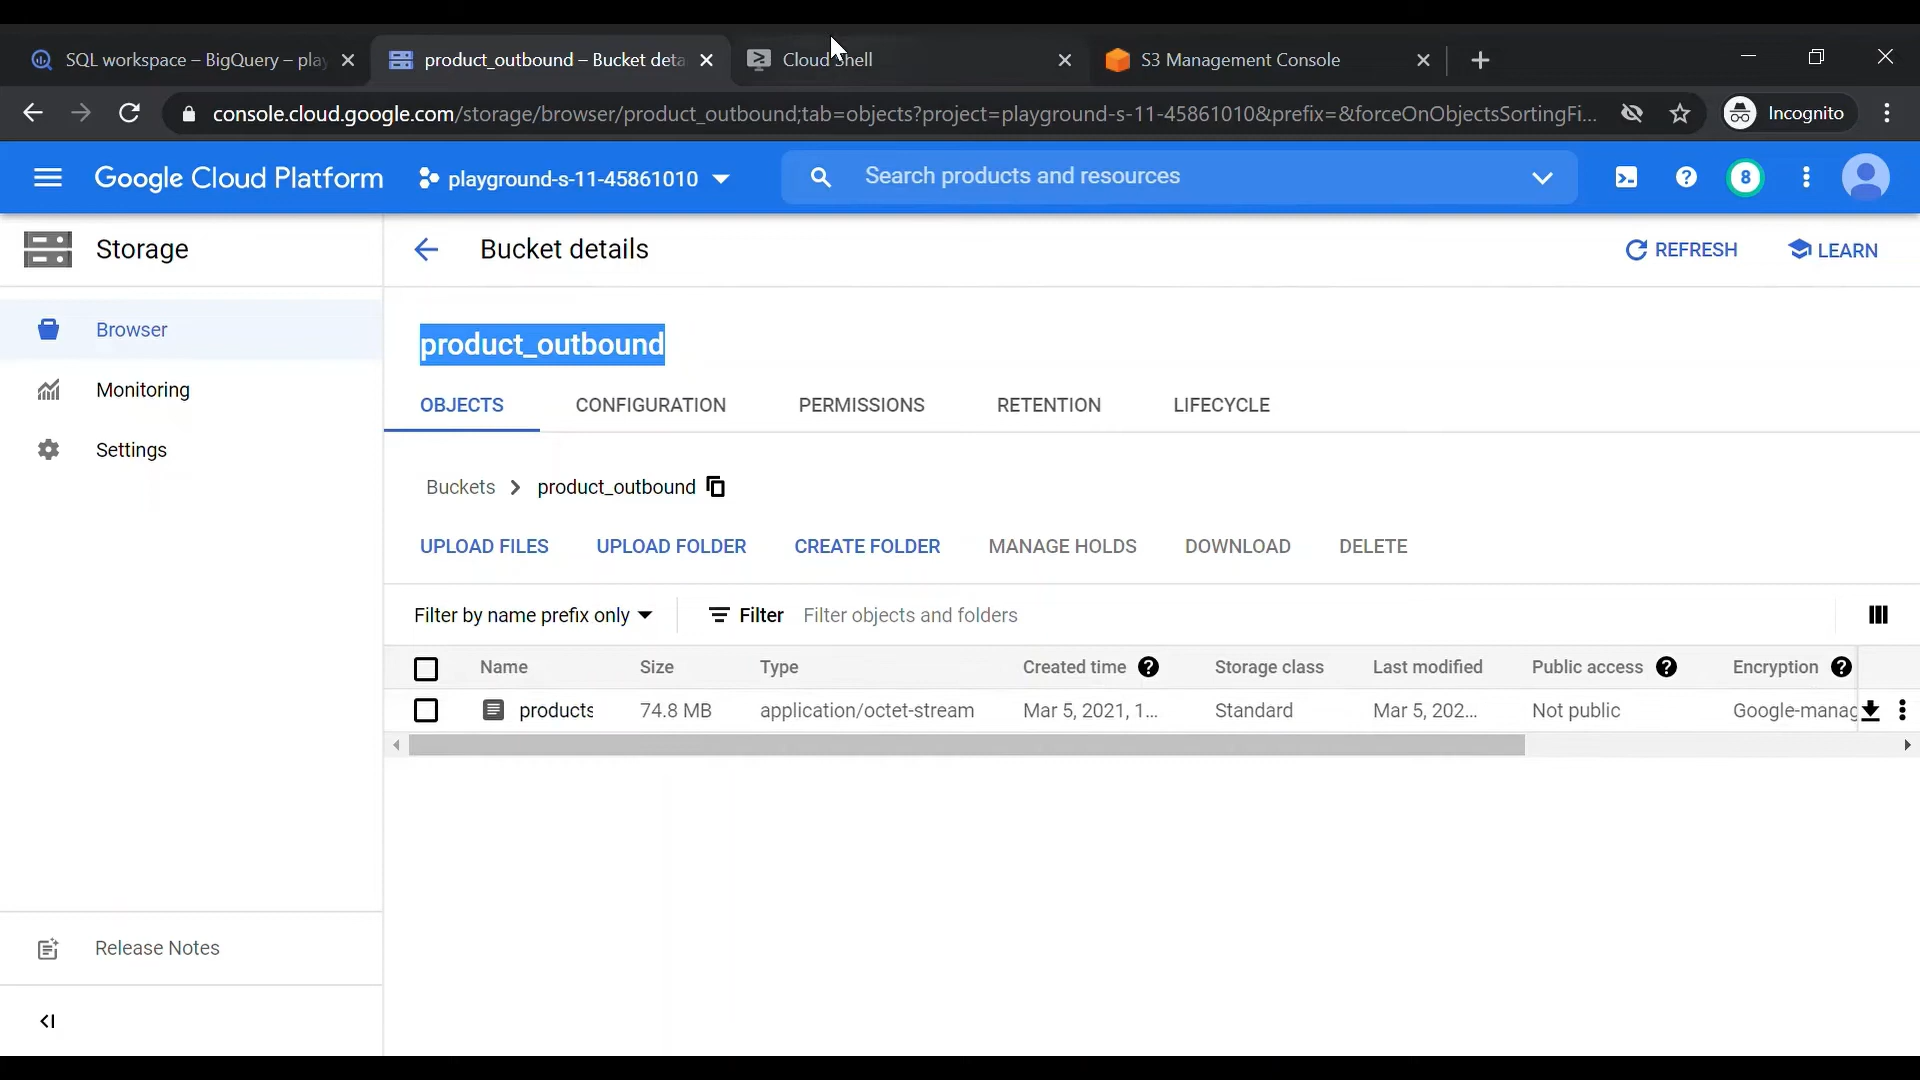 SQL workspace – BigQuery – play
product_outbound – Bucket deta
Cloud Shell
S3 Management Console
console.cloud.google.com/storage/browser/product_outbound;tab=objects?project=playground-s-11-45861010&prefix=&forceOnObjectsSortingFi...
Incognito
Google Cloud Platform
playground-s-11-45861010
Search products and resources
8
Storage
Bucket details
REFRESH
LEARN
Browser
Monitoring
Settings
product_outbound
OBJECTS CONFIGURATION PERMISSIONS RETENTION LIFECYCLE
Buckets > product_outbound
UPLOAD FILES UPLOAD FOLDER CREATE FOLDER MANAGE HOLDS DOWNLOAD DELETE
Filter by name prefix only Filter Filter objects and folders
Name Size Type Created time Storage class Last modified Public access Encryption
products 74.8 MB application/octet-stream Mar 5, 2021, 1... Standard Mar 5, 202... Not public Google-manag
Release Notes